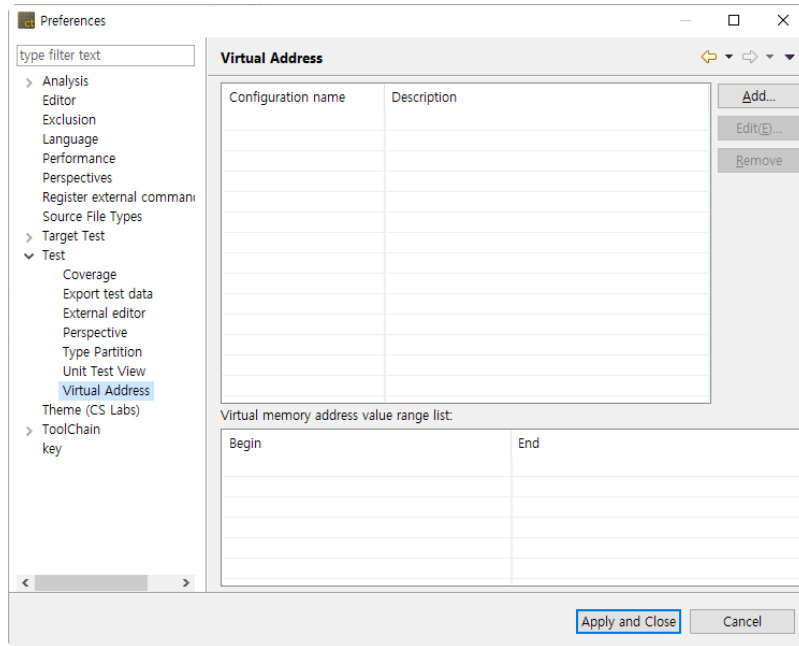 ct Preferences
type filter text
Virtual Address
Analysis
Editor
Exclusion
Language
Performance
Perspectives
Register external comman
Source File Types
Target Test
Test
Coverage
Export test data
External editor
Perspective
Type Partition
Unit Test View
Virtual Address
Theme (CS Labs)
ToolChain
key
Configuration name Description
Add...
Edit(E)...
Remove
Virtual memory address value range list:
Begin End
Apply and Close Cancel